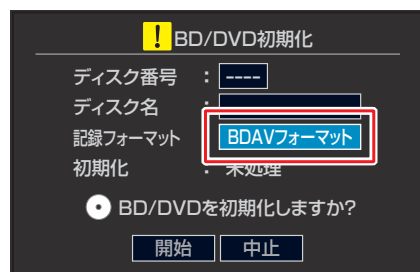 ! BD/DVD初期化
ディスク番号 : ----
ディスク名 :
記録フォーマット BDAVフォーマット
初期化 : 未処理
BD/DVDを初期化しますか?
開始 中止